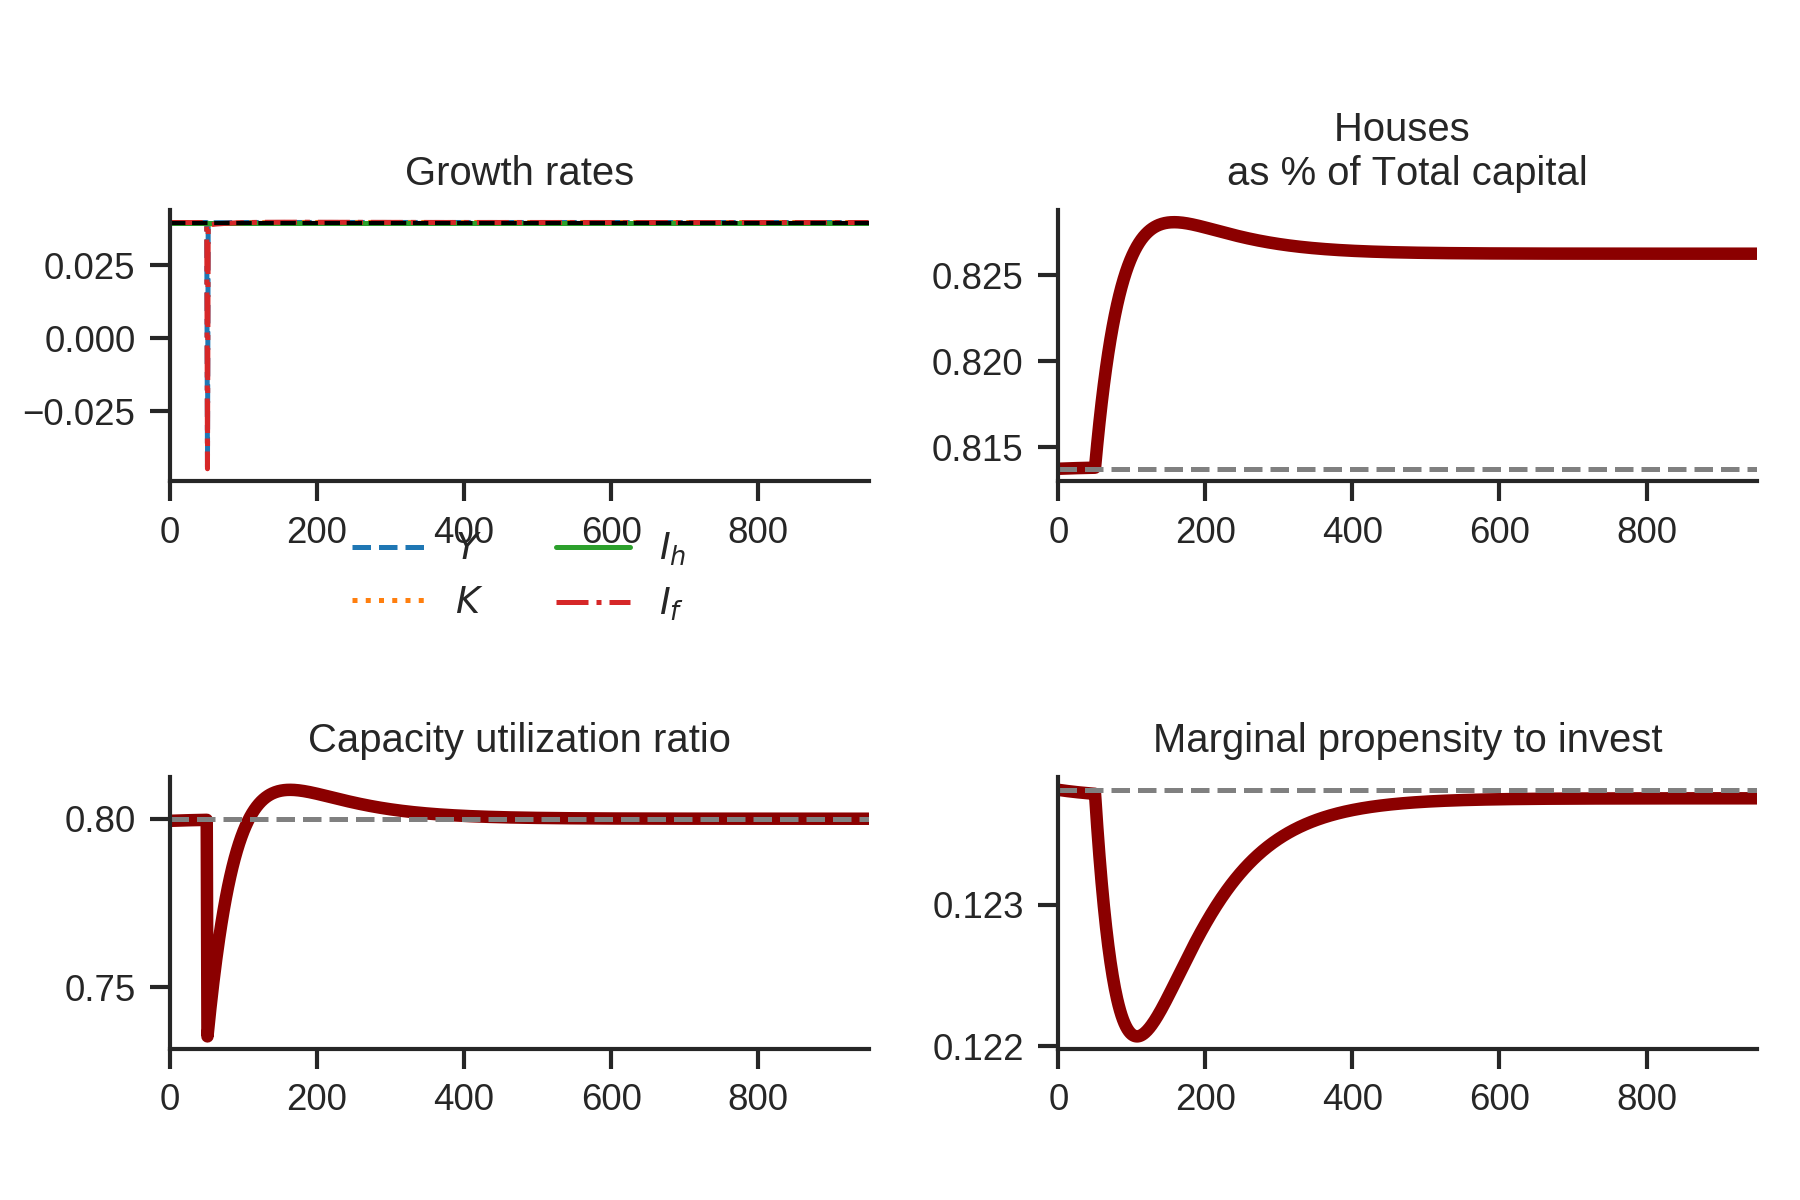 Growth rates
0.025
0.000
−0.025
0 200 400 600 800
Y I_h
K I_f
Houses
as % of Total capital
0.825
0.820
0.815
0 200 400 600 800
Capacity utilization ratio
0.80
0.75
0 200 400 600 800
Marginal propensity to invest
0.123
0.122
0 200 400 600 800